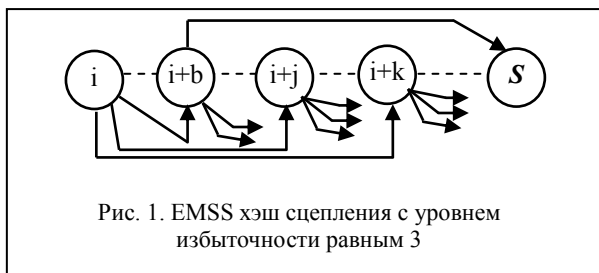 i i+b i+j i+k S
Рис. 1. EMSS хэш сцепления с уровнем
избыточности равным 3